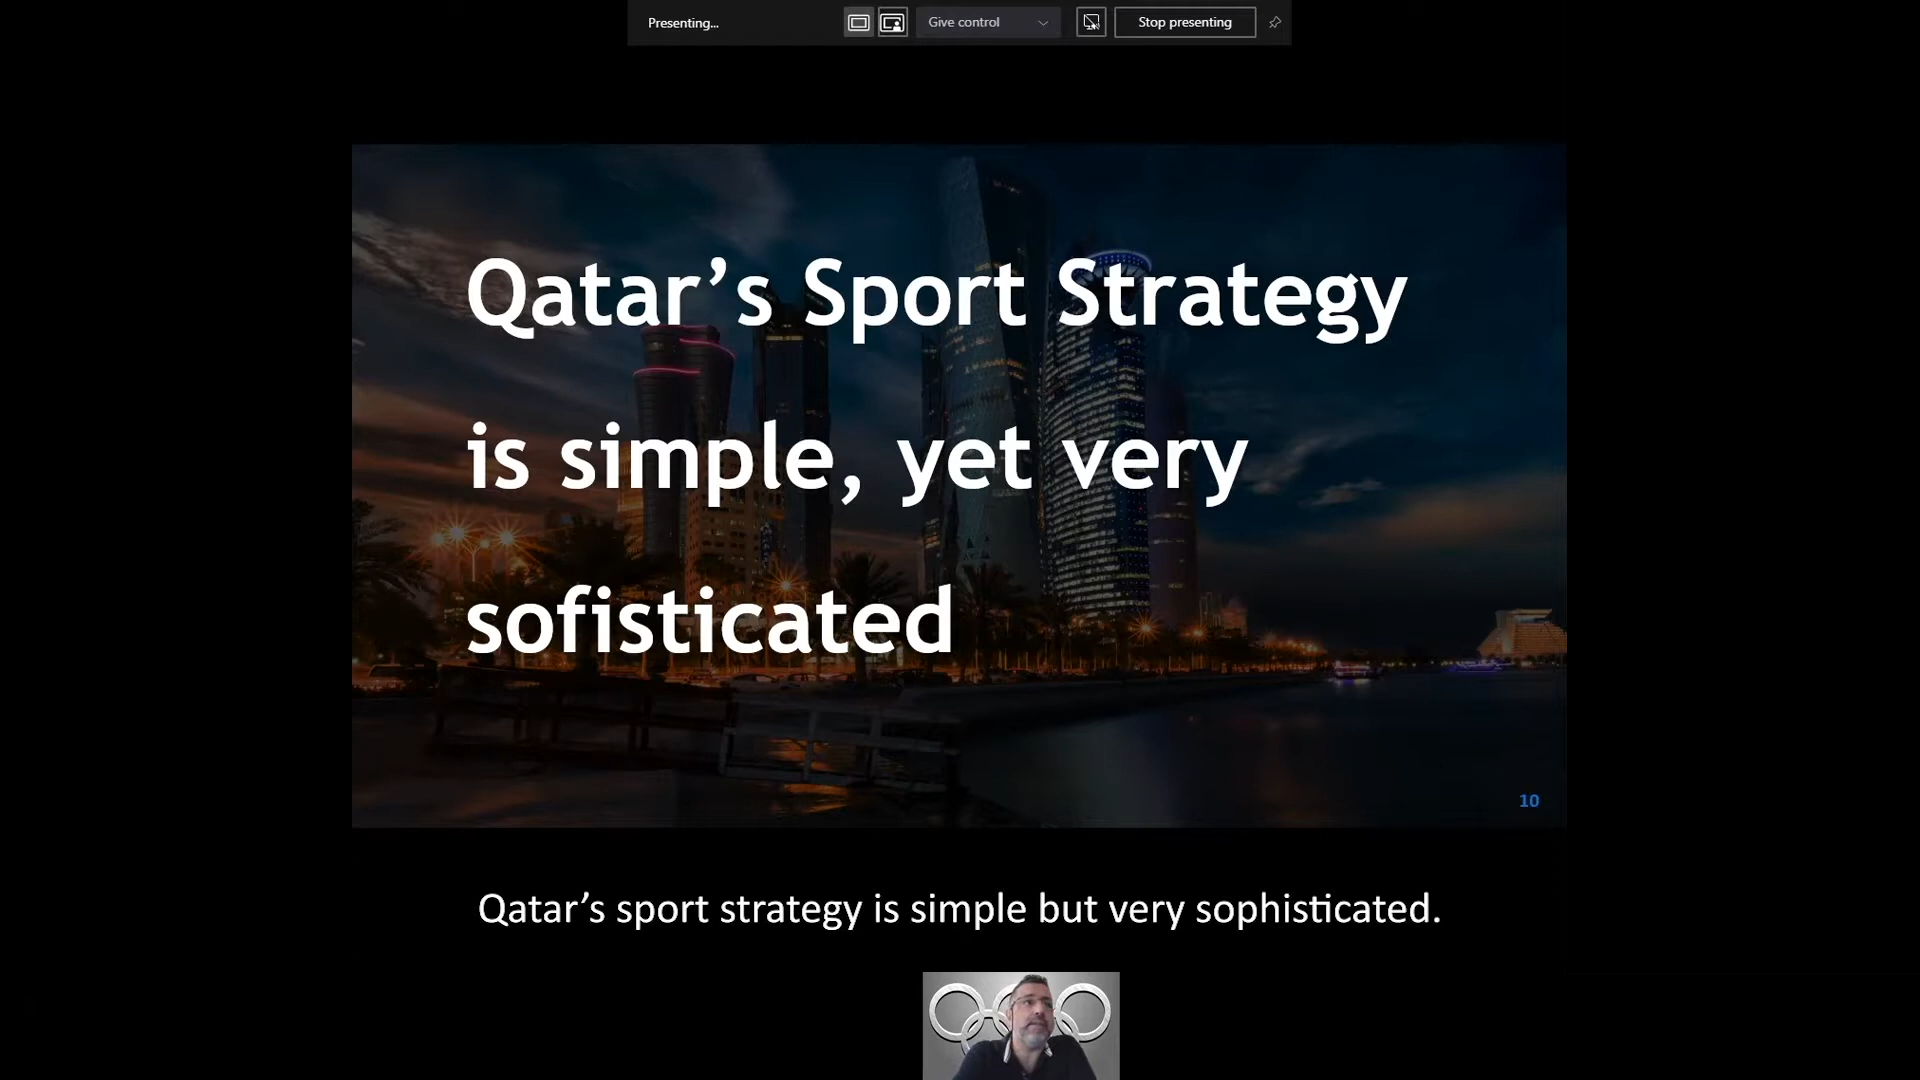 Presenting...
Give control
Stop presenting
Qatar’s Sport Strategy
is simple, yet very
sofisticated
10
Qatar’s sport strategy is simple but very sophisticated.